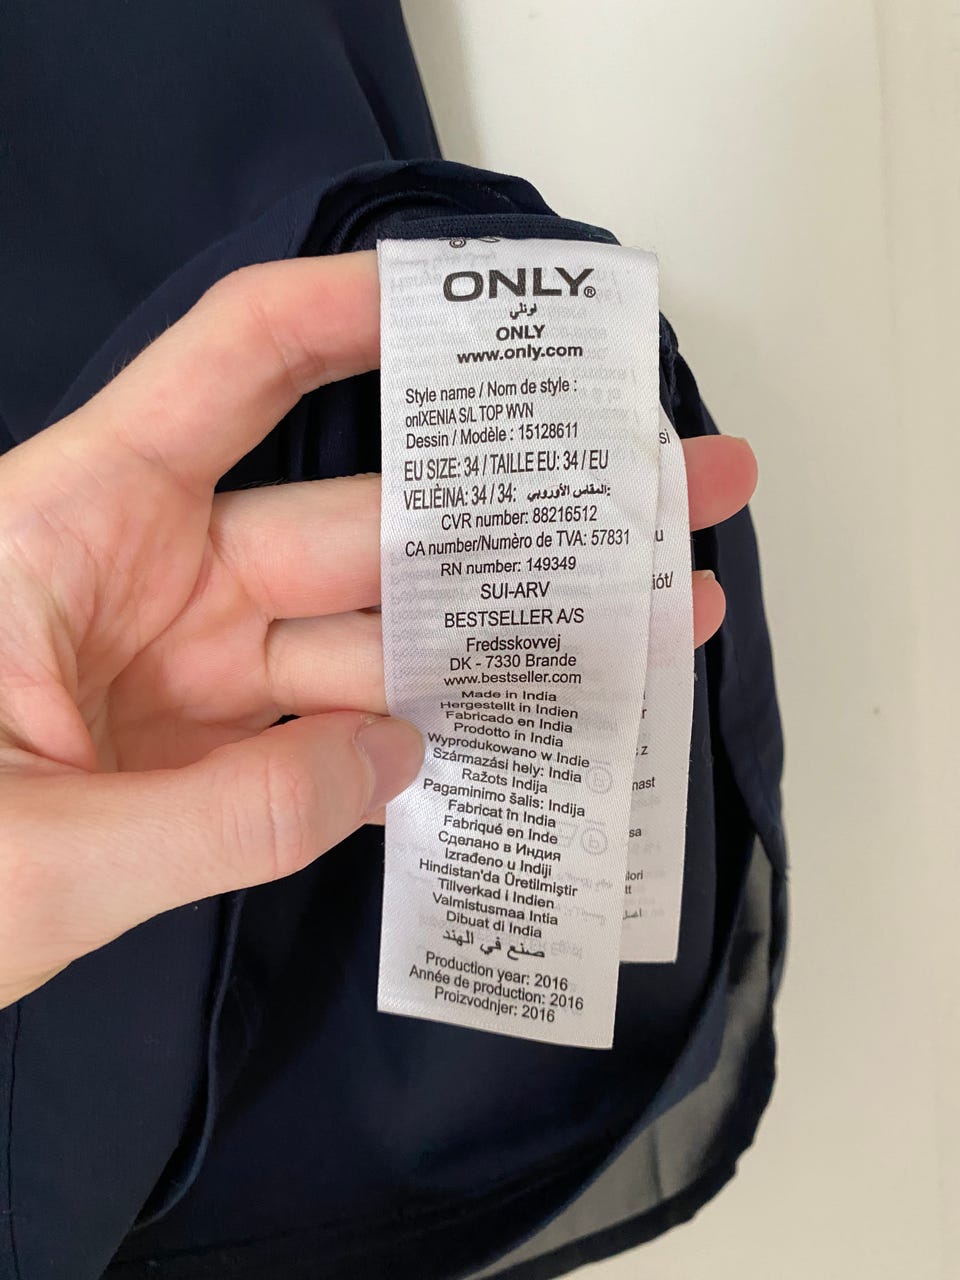 ONLY®
اونلي
ONLY
www.only.com
Style name / Nom de style :
onlXENIA S/L TOP WVN
Dessin / Modèle : 15128611
EU SIZE: 34 / TAILLE EU: 34 / EU
VELIÈINA: 34 / 34: المقاس الأوروبي:
CVR number: 88216512
CA number/Numèro de TVA: 57831
RN number: 149349
SUI-ARV
BESTSELLER A/S
Fredsskovvej
DK - 7330 Brande
www.bestseller.com
Made in India
Hergestellt in Indien
Fabricado en India
Prodotto in India
Wyprodukowano w Indie
Származási hely: India
Ražots Indija
Pagaminimo šalis: Indija
Fabricat în India
Fabriqué en Inde
Сделано в Индия
Izrađeno u Indiji
Hindistan'da Üretilmiştir
Tillverkad i Indien
Valmistusmaa Intia
Dibuat di India
صنع في الهند
Production year: 2016
Année de production: 2016
Proizvodnjer: 2016